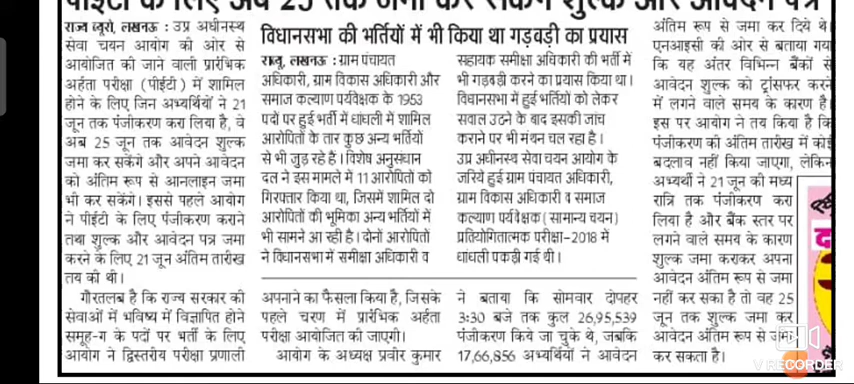 पीईटी के लिए अब 25 तक जमा कर सकेंगे शुल्क और आवेदन पत्र
राज्य ब्यूरो, लखनऊ : उप्र अधीनस्थ
सेवा चयन आयोग की ओर से
आयोजित की जाने वाली प्रारंभिक
अर्हता परीक्षा (पीईटी) में शामिल
होने के लिए जिन अभ्यर्थियों ने 21
जून तक पंजीकरण करा लिया है, वे
अब 25 जून तक आवेदन शुल्क
जमा कर सकेंगे और अपने आवेदन
को अंतिम रूप से आनलाइन जमा
भी कर सकेंगे। इससे पहले आयोग
ने पीईटी के लिए पंजीकरण कराने
तथा शुल्क और आवेदन पत्र जमा
करने के लिए 21 जून अंतिम तारीख
तय की थी।
गौरतलब है कि राज्य सरकार की
सेवाओं में भविष्य में विज्ञापित होने
समूह-ग के पदों पर भर्ती के लिए
आयोग ने द्विस्तरीय परीक्षा प्रणाली
विधानसभा की भर्तियों में भी किया था गड़बड़ी का प्रयास
राब्यू, लखनऊ : ग्राम पंचायत
अधिकारी, ग्राम विकास अधिकारी और
समाज कल्याण पर्यवेक्षक के 1953
पदों पर हुई भर्ती में धांधली में शामिल
आरोपितों के तार कुछ अन्य भर्तियों
से भी जुड़ रहे हैं। विशेष अनुसंधान
दल ने इस मामले में 11 आरोपितों को
गिरफ्तार किया था, जिसमें शामिल दो
आरोपितों की भूमिका अन्य भर्तियों में
भी सामने आ रही है। दोनों आरोपितों
ने विधानसभा में समीक्षा अधिकारी व
सहायक समीक्षा अधिकारी की भर्ती में
भी गड़बड़ी करने का प्रयास किया था।
विधानसभा में हुई भर्तियों को लेकर
सवाल उठने के बाद इसकी जांच
कराने पर भी मंथन चल रहा है।
उप्र अधीनस्थ सेवा चयन आयोग के
जरिये हुई ग्राम पंचायत अधिकारी,
ग्राम विकास अधिकारी व समाज
कल्याण पर्यवेक्षक (सामान्य चयन)
प्रतियोगितात्मक परीक्षा-2018 में
धांधली पकड़ी गई थी।
अपनाने का फैसला किया है, जिसके
पहले चरण में प्रारंभिक अर्हता
परीक्षा आयोजित की जाएगी।
आयोग के अध्यक्ष प्रवीर कुमार
ने बताया कि सोमवार दोपहर
3:30 बजे तक कुल 26,95,539
पंजीकरण किये जा चुके थे, जबकि
17,66,856 अभ्यर्थियों ने आवेदन
अंतिम रूप से जमा कर दिये थे।
एनआइसी की ओर से बताया गया
कि यह अंतर विभिन्न बैंकों से
आवेदन शुल्क को ट्रांसफर करने
में लगने वाले समय के कारण है।
इस पर आयोग ने तय किया है कि
पंजीकरण की अंतिम तारीख में कोई
बदलाव नहीं किया जाएगा, लेकिन
अभ्यर्थी ने 21 जून की मध्य
रात्रि तक पंजीकरण करा
लिया है और बैंक स्तर पर
लगने वाले समय के कारण
शुल्क जमा कराकर अपना
आवेदन अंतिम रूप से जमा
नहीं कर सका है तो वह 25
जून तक शुल्क जमा कर
आवेदन अंतिम रूप से जमा
कर सकता है।
V RECORDER